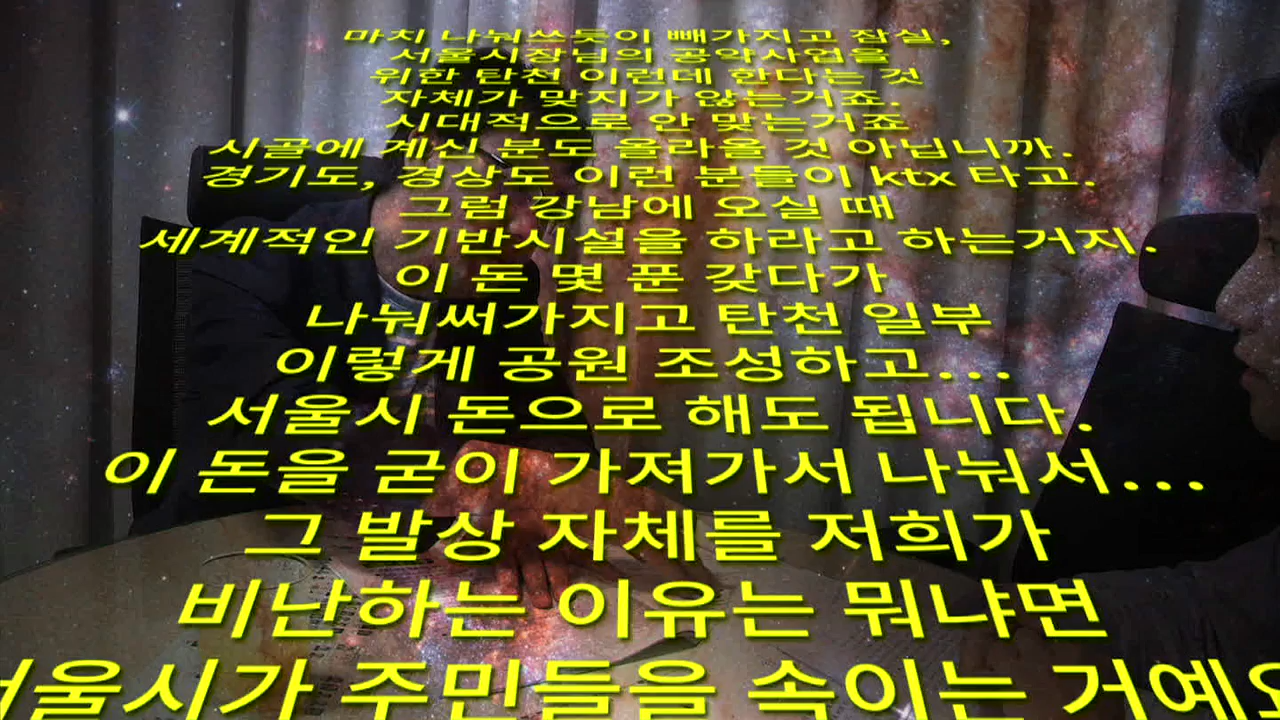 마치 나눠쓰듯이 빼가지고 잠실,
서울시장님의 공약사업을
위한 탄천 이런데 한다는 것
자체가 맞지가 않는거죠.
시대적으로 안 맞는거죠
시골에 계신 분도 올라올 것 아닙니까.
경기도, 경상도 이런 분들이 ktx 타고.
그럼 강남에 오실 때
세계적인 기반시설을 하라고 하는거지.
이 돈 몇 푼 갖다가
나눠써가지고 탄천 일부
이렇게 공원 조성하고...
서울시 돈으로 해도 됩니다.
이 돈을 굳이 가져가서 나눠서...
그 발상 자체를 저희가
비난하는 이유는 뭐냐면
서울시가 주민들을 속이는 거예요